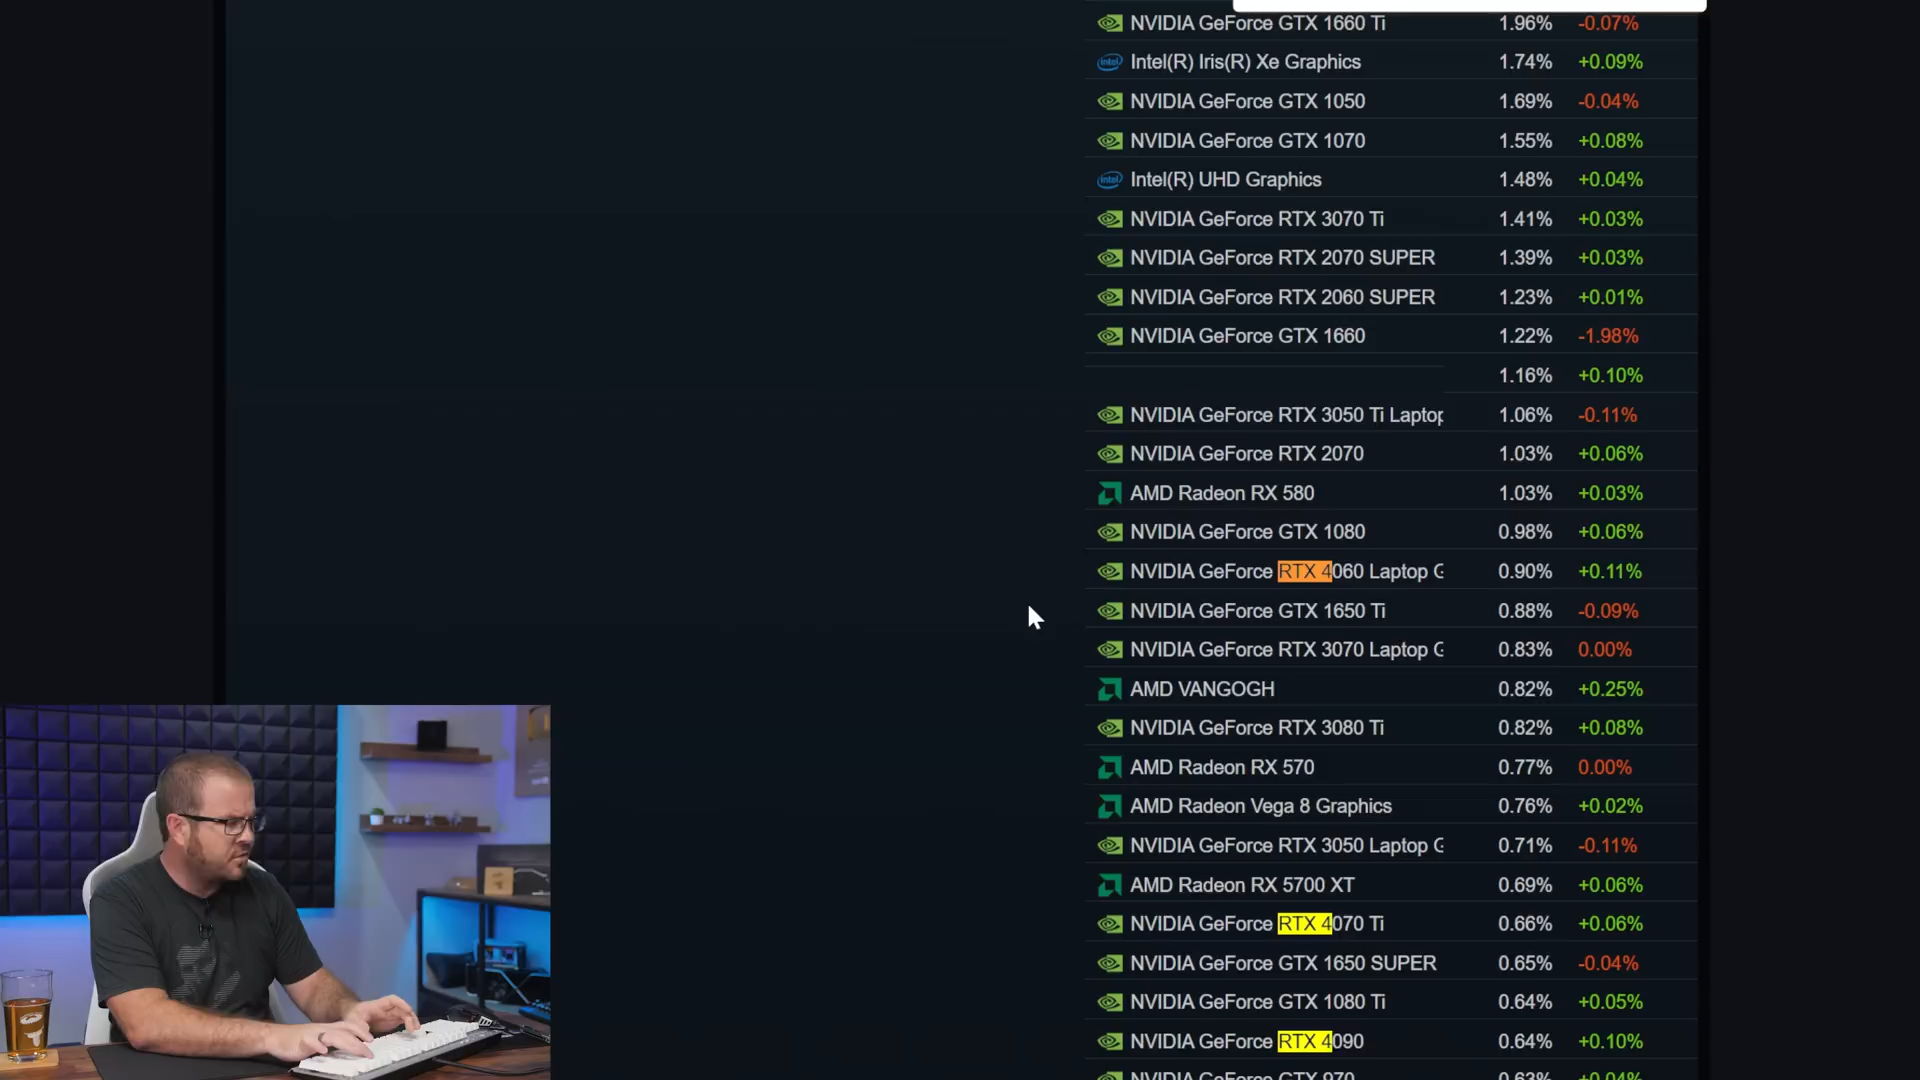 NVIDIA GeForce GTX 1660 Ti 1.96% -0.07%
intel Intel(R) Iris(R) Xe Graphics 1.74% +0.09%
NVIDIA GeForce GTX 1050 1.69% -0.04%
NVIDIA GeForce GTX 1070 1.55% +0.08%
intel Intel(R) UHD Graphics 1.48% +0.04%
NVIDIA GeForce RTX 3070 Ti 1.41% +0.03%
NVIDIA GeForce RTX 2070 SUPER 1.39% +0.03%
NVIDIA GeForce RTX 2060 SUPER 1.23% +0.01%
NVIDIA GeForce GTX 1660 1.22% -1.98%
1.16% +0.10%
NVIDIA GeForce RTX 3050 Ti Laptop 1.06% -0.11%
NVIDIA GeForce RTX 2070 1.03% +0.06%
AMD Radeon RX 580 1.03% +0.03%
NVIDIA GeForce GTX 1080 0.98% +0.06%
NVIDIA GeForce RTX 4060 Laptop G 0.90% +0.11%
NVIDIA GeForce GTX 1650 Ti 0.88% -0.09%
NVIDIA GeForce RTX 3070 Laptop G 0.83% 0.00%
AMD VANGOGH 0.82% +0.25%
NVIDIA GeForce RTX 3080 Ti 0.82% +0.08%
AMD Radeon RX 570 0.77% 0.00%
AMD Radeon Vega 8 Graphics 0.76% +0.02%
NVIDIA GeForce RTX 3050 Laptop G 0.71% -0.11%
AMD Radeon RX 5700 XT 0.69% +0.06%
NVIDIA GeForce RTX 4070 Ti 0.66% +0.06%
NVIDIA GeForce GTX 1650 SUPER 0.65% -0.04%
NVIDIA GeForce GTX 1080 Ti 0.64% +0.05%
NVIDIA GeForce RTX 4090 0.64% +0.10%
NVIDIA GeForce GTX 970 0.63% +0.04%